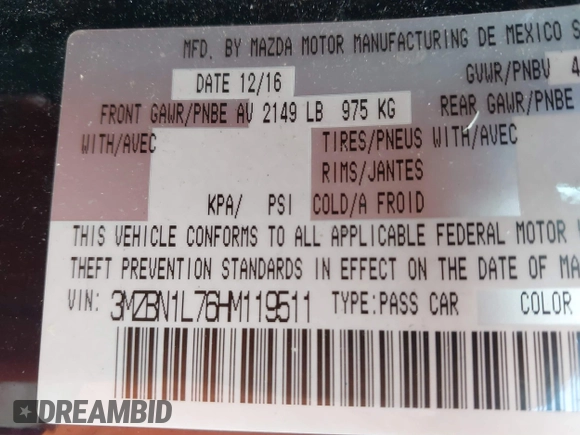 MFD. BY MAZDA MOTOR MANUFACTURING DE MEXICO
DATE 12/16 GVWR/PNBV 4
FRONT GAWR/PNBE AV 2149 LB 975 KG REAR GAWR/PNBE
WITH/AVEC TIRES/PNEUS WITH/AVEC
RIMS/JANTES
KPA/ PSI COLD/A FROID
THIS VEHICLE CONFORMS TO ALL APPLICABLE FEDERAL MOTOR
THEFT PREVENTION STANDARDS IN EFFECT ON THE DATE OF MA
VIN: 3MZBN1L76HM119511 TYPE:PASS CAR COLOR
DREAMBID